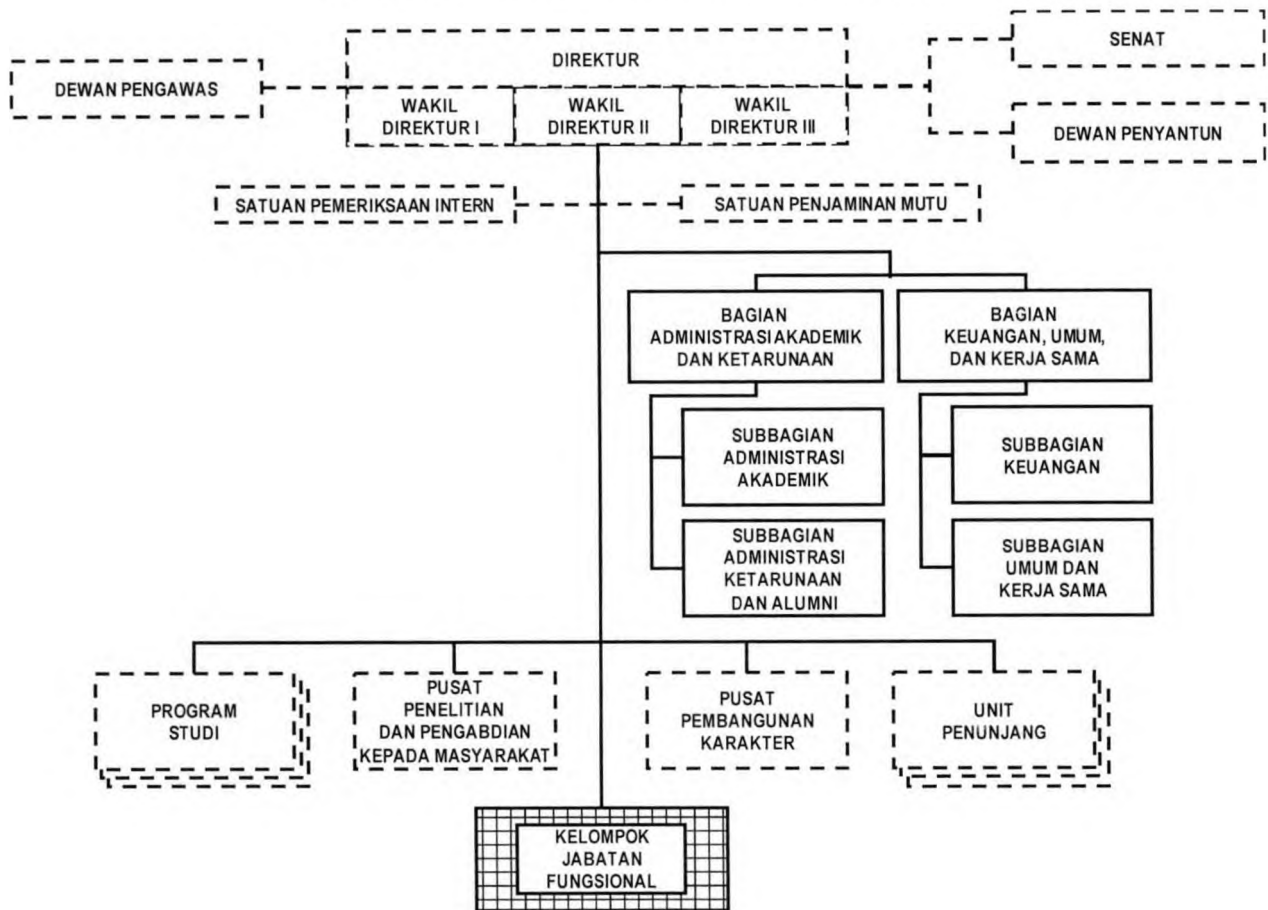 DIREKTUR
SENAT
DEWAN PENGAWAS
WAKIL
DIREKTUR I
WAKIL
DIREKTUR II
WAKIL
DIREKTUR III
DEWAN PENYANTUN
SATUAN PEMERIKSAAN INTERN
SATUAN PENJAMINAN MUTU
BAGIAN
ADMINISTRASI AKADEMIK
DAN KETARUNAAN
BAGIAN
KEUANGAN, UMUM,
DAN KERJA SAMA
SUBBAGIAN
ADMINISTRASI
AKADEMIK
SUBBAGIAN
KEUANGAN
SUBBAGIAN
ADMINISTRASI
KETARUNAAN
DAN ALUMNI
SUBBAGIAN
UMUM DAN
KERJA SAMA
PROGRAM
STUDI
PUSAT
PENELITIAN
DAN PENGABDIAN
KEPADA MASYARAKAT
PUSAT
PEMBANGUNAN
KARAKTER
UNIT
PENUNJANG
KELOMPOK
JABATAN
FUNGSIONAL